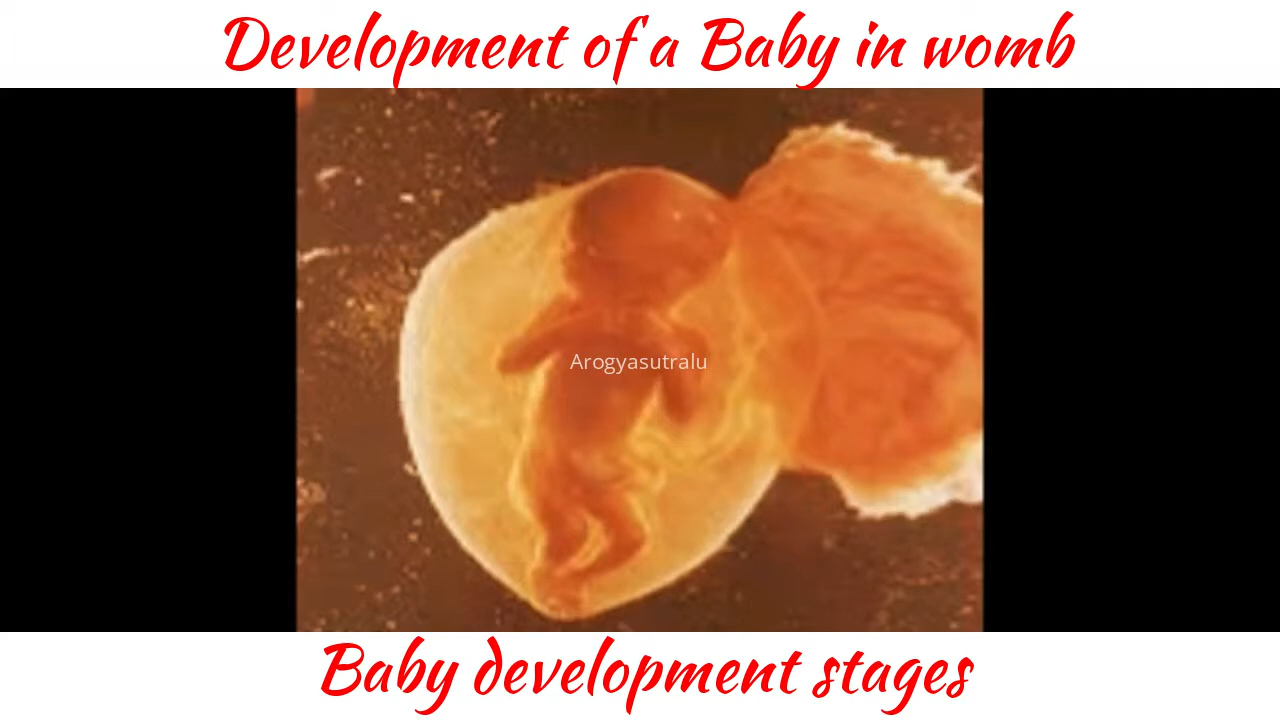 Development of a Baby in womb
Arogyasutralu
Baby development stages